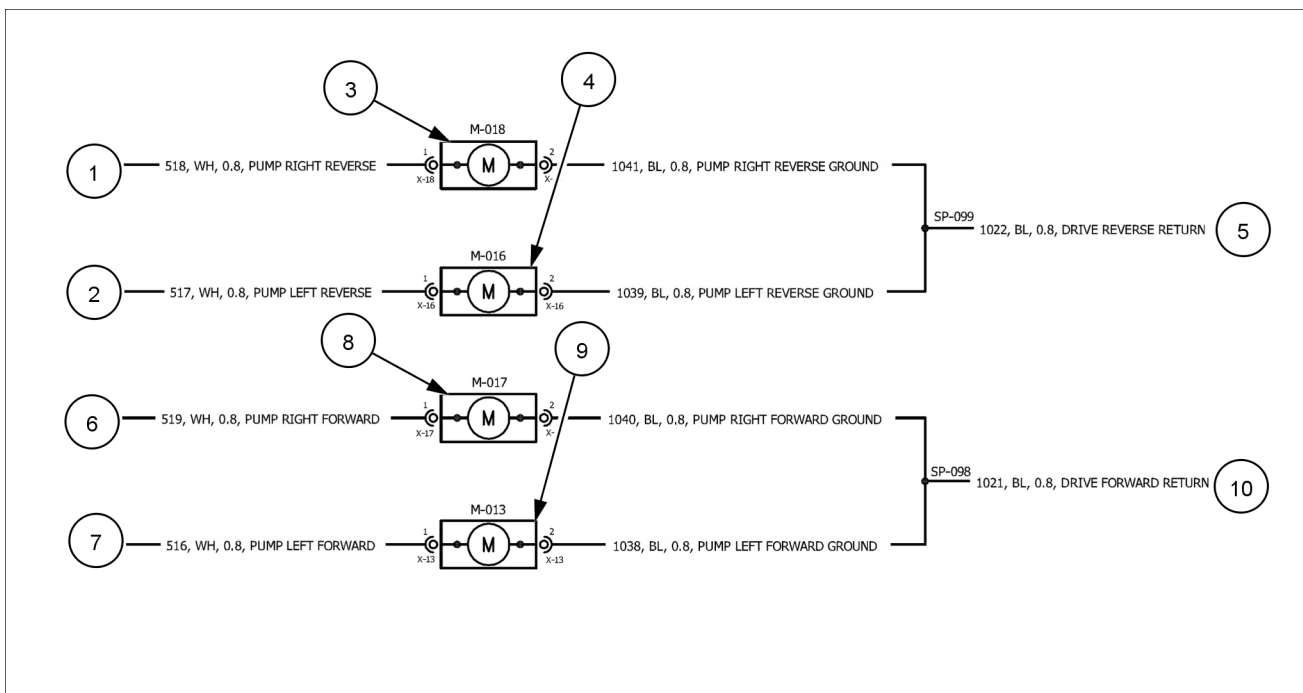 3
4
M-018
1
518, WH, 0.8, PUMP RIGHT REVERSE
1
X-18
M
2
X-
1041, BL, 0.8, PUMP RIGHT REVERSE GROUND
SP-099
1022, BL, 0.8, DRIVE REVERSE RETURN
5
M-016
2
517, WH, 0.8, PUMP LEFT REVERSE
1
X-16
M
2
X-16
1039, BL, 0.8, PUMP LEFT REVERSE GROUND
8
9
M-017
6
519, WH, 0.8, PUMP RIGHT FORWARD
1
X-17
M
2
X-
1040, BL, 0.8, PUMP RIGHT FORWARD GROUND
SP-098
1021, BL, 0.8, DRIVE FORWARD RETURN
10
M-013
7
516, WH, 0.8, PUMP LEFT FORWARD
1
X-13
M
2
X-13
1038, BL, 0.8, PUMP LEFT FORWARD GROUND